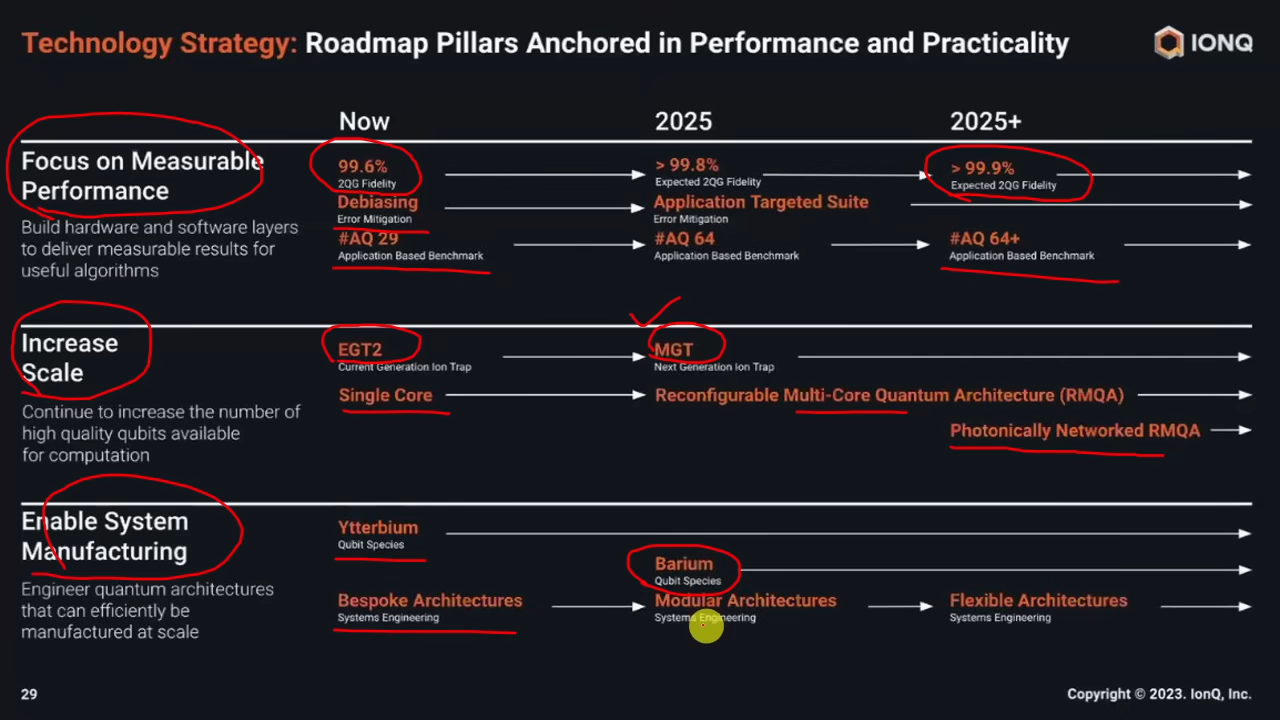 Technology Strategy: Roadmap Pillars Anchored in Performance and Practicality
IONQ
Now
2025
2025+
Focus on Measurable
Performance
Build hardware and software layers
to deliver measurable results for
useful algorithms
99.6%
2QG Fidelity
> 99.8%
Expected 2QG Fidelity
> 99.9%
Expected 2QG Fidelity
Debiasing
Error Mitigation
Application Targeted Suite
Error Mitigation
#AQ 29
Application Based Benchmark
#AQ 64
Application Based Benchmark
#AQ 64+
Application Based Benchmark
Increase
Scale
Continue to increase the number of
high quality qubits available
for computation
EGT2
Current Generation Ion Trap
MGT
Next Generation Ion Trap
Single Core
Reconfigurable Multi-Core Quantum Architecture (RMQA)
Photonically Networked RMQA
Enable System
Manufacturing
Engineer quantum architectures
that can efficiently be
manufactured at scale
Ytterbium
Qubit Species
Barium
Qubit Species
Bespoke Architectures
Systems Engineering
Modular Architectures
Systems Engineering
Flexible Architectures
Systems Engineering
29
Copyright © 2023. IonQ, Inc.